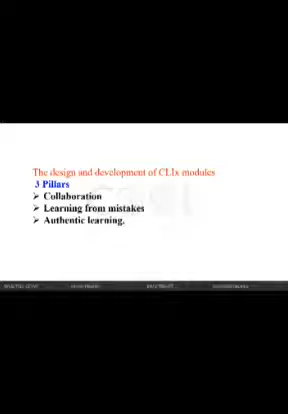 The design and development of CLIx modules
3 Pillars
➤ Collaboration
➤ Learning from mistakes
➤ Authentic learning.